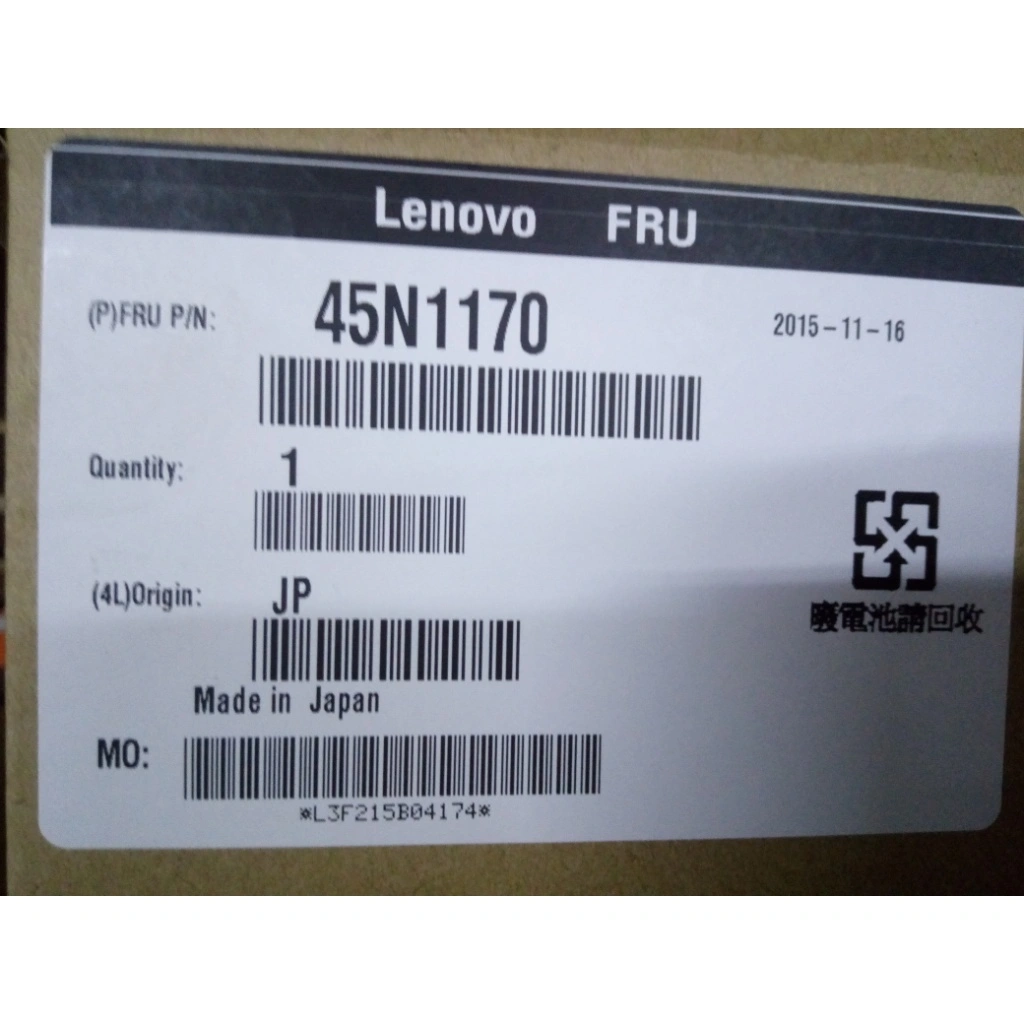 Lenovo FRU
(P)FRU P/N: 45N1170
2015-11-16
Quantity: 1
(4L)Origin: JP
Made in Japan
廢電池請回收
MO:
*L3F215B04174*